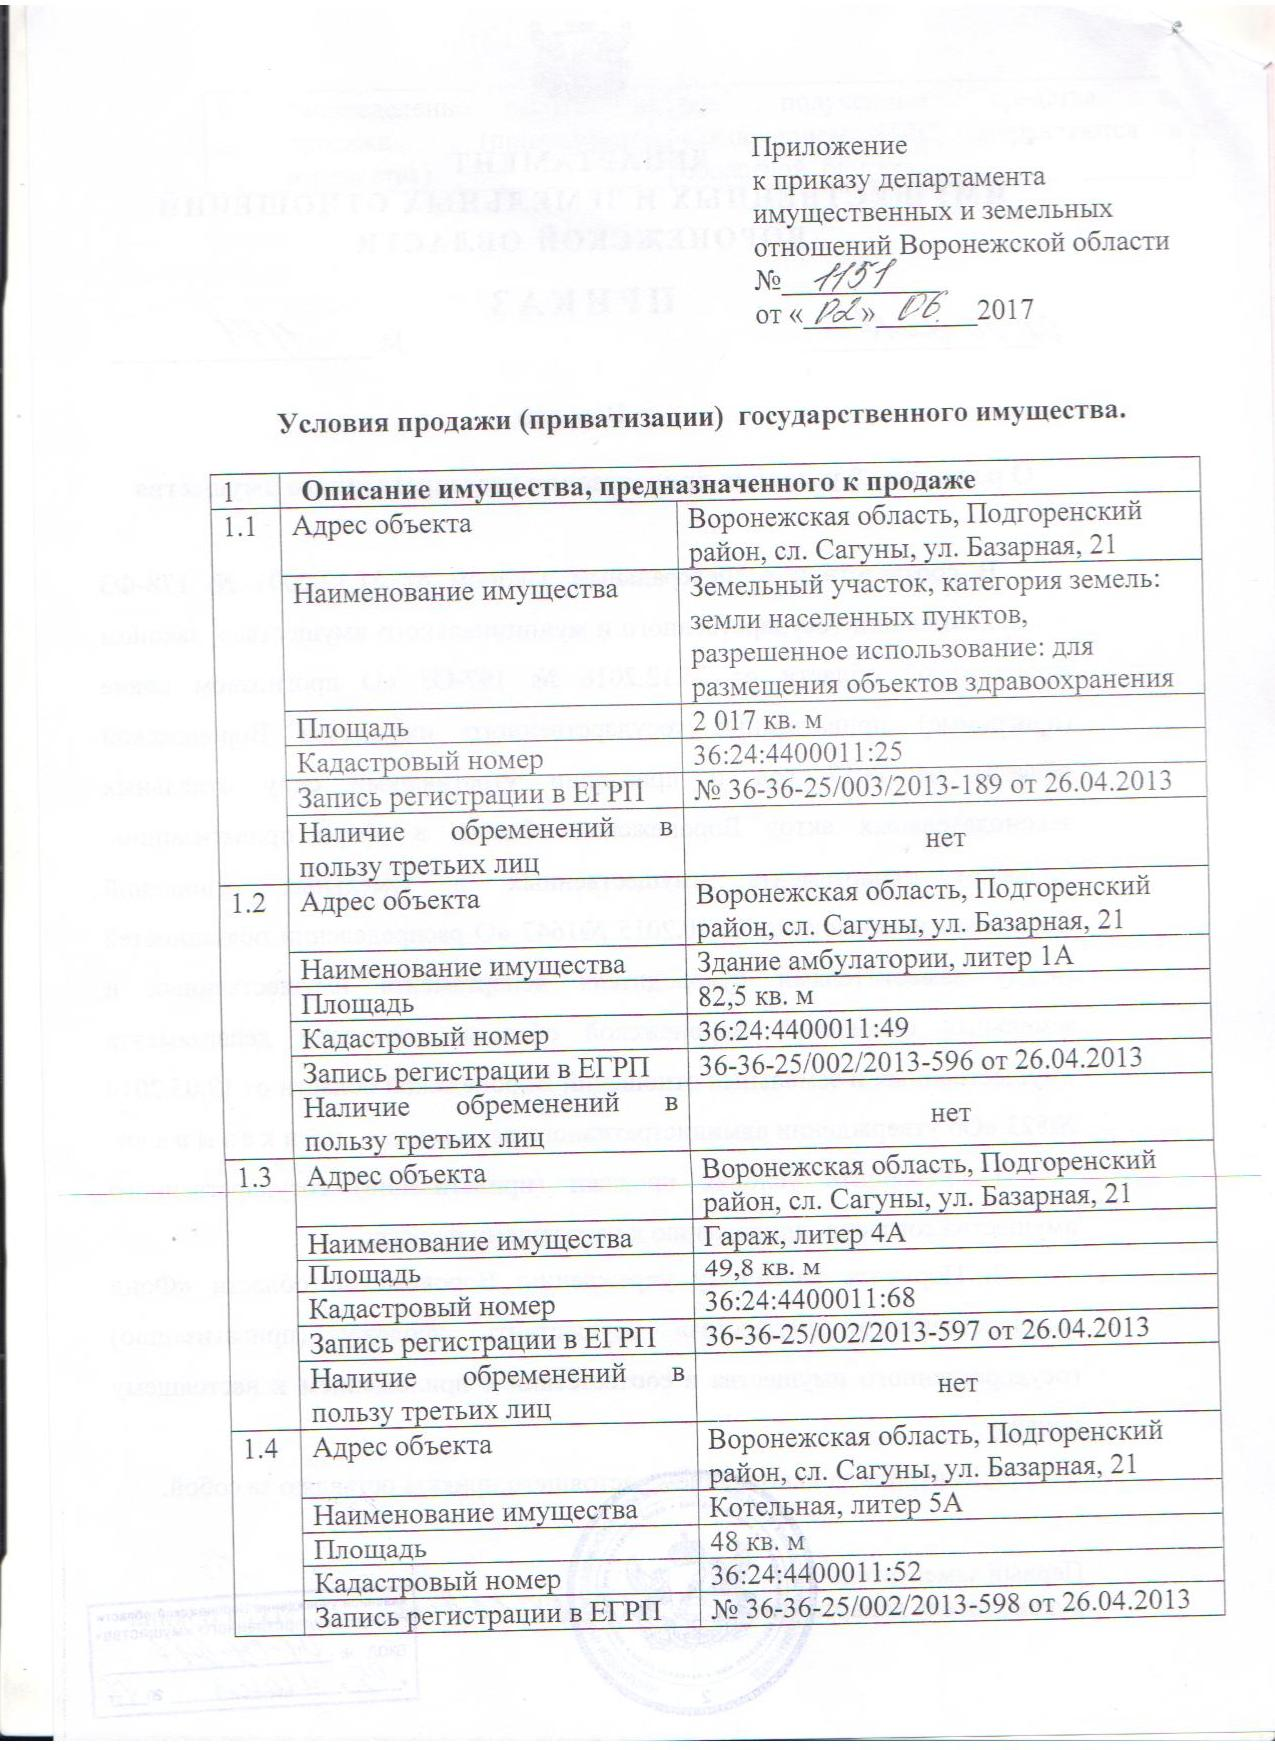 Приложение
к приказу департамента
имущественных и земельных
отношений Воронежской области
№ 1151
от «02» 06. 2017
Условия продажи (приватизации) государственного имущества.
1 Описание имущества, предназначенного к продаже
1.1 Адрес объекта Воронежская область, Подгоренский
район, сл. Сагуны, ул. Базарная, 21
Наименование имущества Земельный участок, категория земель:
земли населенных пунктов,
разрешенное использование: для
размещения объектов здравоохранения
Площадь 2 017 кв. м
Кадастровый номер 36:24:4400011:25
Запись регистрации в ЕГРП № 36-36-25/003/2013-189 от 26.04.2013
Наличие обременений в
пользу третьих лиц нет
1.2 Адрес объекта Воронежская область, Подгоренский
район, сл. Сагуны, ул. Базарная, 21
Наименование имущества Здание амбулатории, литер 1А
Площадь 82,5 кв. м
Кадастровый номер 36:24:4400011:49
Запись регистрации в ЕГРП 36-36-25/002/2013-596 от 26.04.2013
Наличие обременений в
пользу третьих лиц нет
1.3 Адрес объекта Воронежская область, Подгоренский
район, сл. Сагуны, ул. Базарная, 21
Наименование имущества Гараж, литер 4А
Площадь 49,8 кв. м
Кадастровый номер 36:24:4400011:68
Запись регистрации в ЕГРП 36-36-25/002/2013-597 от 26.04.2013
Наличие обременений в
пользу третьих лиц нет
1.4 Адрес объекта Воронежская область, Подгоренский
район, сл. Сагуны, ул. Базарная, 21
Наименование имущества Котельная, литер 5А
Площадь 48 кв. м
Кадастровый номер 36:24:4400011:52
Запись регистрации в ЕГРП № 36-36-25/002/2013-598 от 26.04.2013